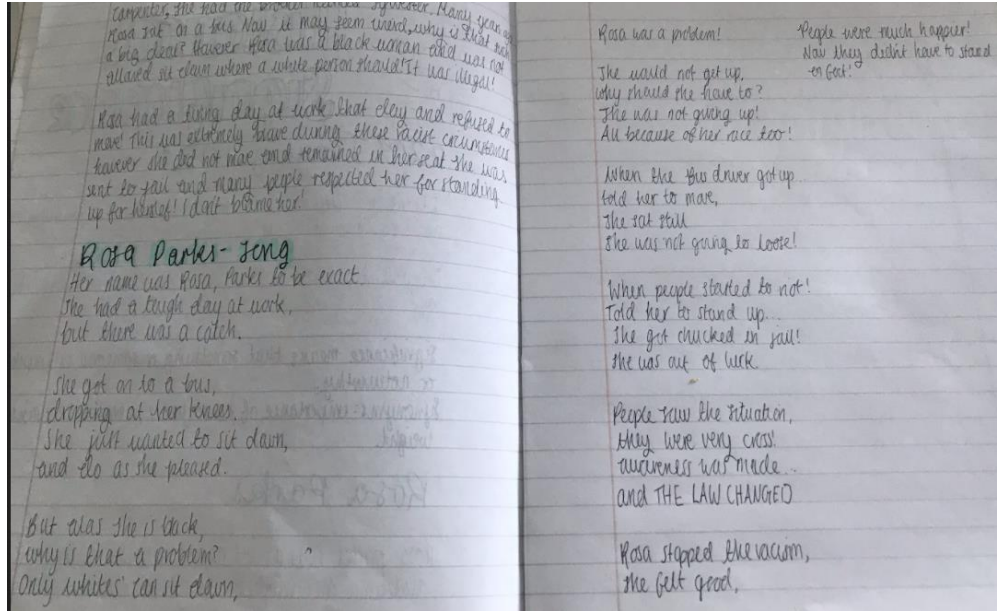 carpenter, she had one brother named Sylvester. Many years ago
Rosa sat on a bus. Now it may seem weird, why is that such
a big deal? However Rosa was a black woman and was not
allowed sit down where a white person should! It was illegal!
Rosa had a tiring day at work that day and refused to
move! This was extremely brave during these racist circumstances
however she did not move and remained in her seat she was
sent to jail and many people respected her for standing
up for herself! I don't blame her!
Rosa Parks - Song
Her name was Rosa, Parks to be exact
She had a tough day at work,
but there was a catch.
She got on to a bus,
dropping at her knees.
She just wanted to sit down,
and do as she pleased.
But alas she is black,
why is that a problem?
Only whites' can sit down,
Rosa was a problem!
She would not get up,
why should she have to?
She was not giving up!
All because of her race too!
When the bus driver got up
told her to move,
She sat still
She was not going to loose!
When people started to not!
Told her to stand up...
She got chucked in jail!
She was out of luck
People saw the situation,
they were very cross!
awareness was made...
and THE LAW CHANGED
Rosa stopped the racism,
She felt good,
People were much happier!
Now they didn't have to stand